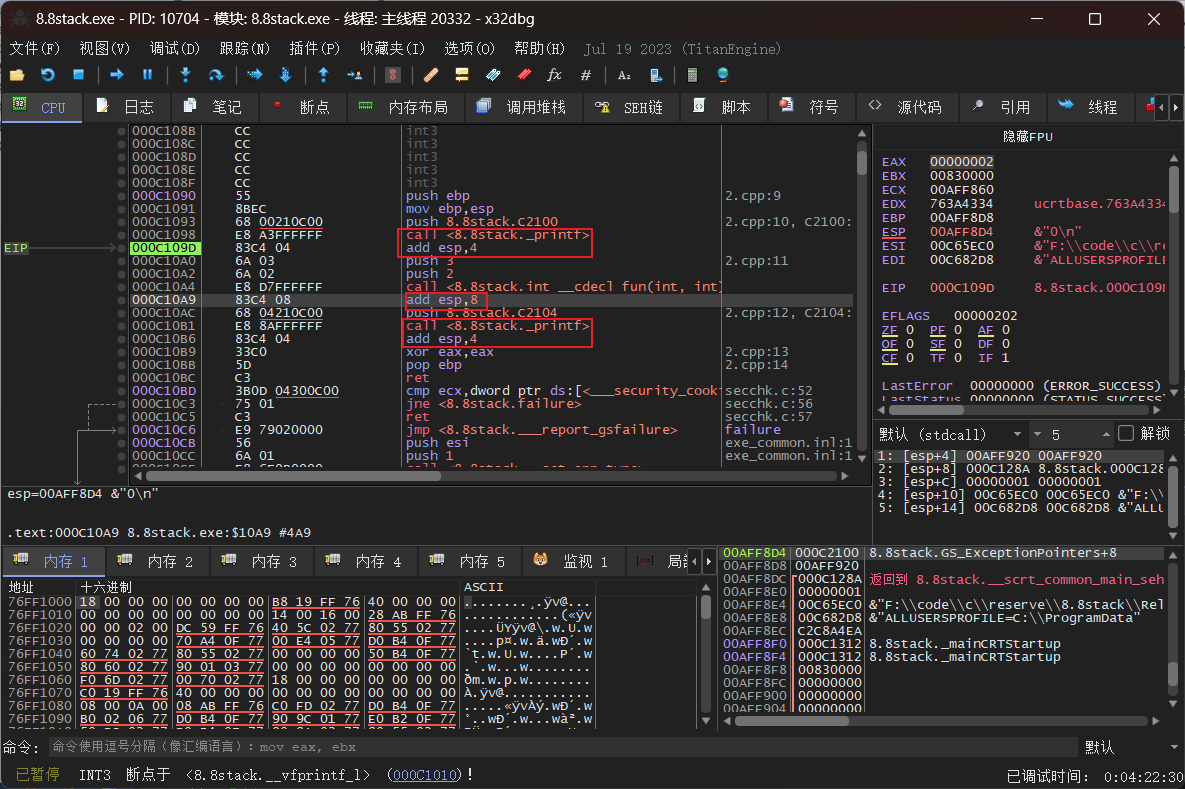 8.8stack.exe - PID: 10704 - 模块: 8.8stack.exe - 线程: 主线程 20332 - x32dbg
文件(F) 视图(V) 调试(D) 跟踪(N) 插件(P) 收藏夹(I) 选项(O) 帮助(H) Jul 19 2023 (TitanEngine)
CPU 日志 笔记 断点 内存布局 调用堆栈 SEH链 脚本 符号 源代码 引用 线程
000C108B CC int3
000C108C CC int3
000C108D CC int3
000C108E CC int3
000C108F CC int3
000C1090 55 push ebp 2.cpp:9
000C1091 8BEC mov ebp,esp
000C1093 68 00210C00 push 8.8stack.C2100 2.cpp:10, C2100:
000C1098 E8 A3FFFFFF call <8.8stack._printf>
EIP 000C109D 83C4 04 add esp,4
000C10A0 6A 03 push 3 2.cpp:11
000C10A2 6A 02 push 2
000C10A4 E8 D7FFFFFF call <8.8stack.int __cdecl fun(int, int)
000C10A9 83C4 08 add esp,8
000C10AC 68 04210C00 push 8.8stack.C2104 2.cpp:12, C2104:
000C10B1 E8 8AFFFFFF call <8.8stack._printf>
000C10B6 83C4 04 add esp,4
000C10B9 33C0 xor eax,eax 2.cpp:13
000C10BB 5D pop ebp 2.cpp:14
000C10BC C3 ret
000C10BD 3B0D 04300C00 cmp ecx,dword ptr ds:[<___security_cook secchk.c:52
000C10C3 75 01 jne <8.8stack.failure> secchk.c:56
000C10C5 C3 ret secchk.c:57
000C10C6 E9 79020000 jmp <8.8stack.___report_gsfailure> failure
000C10CB 56 push esi exe_common.inl:1
000C10CC 6A 01 push 1 exe_common.inl:1
隐藏FPU
EAX 00000002
EBX 00830000
ECX 00AFF860
EDX 763A4334 ucrtbase.763A4334
EBP 00AFF8D8
ESP 00AFF8D4 &"0\n"
ESI 00C65EC0 &"F:\\code\\c\\re
EDI 00C682D8 &"ALLUSERSPROFILE
EIP 000C109D 8.8stack.000C109D
EFLAGS 00000202
ZF 0 PF 0 AF 0
OF 0 SF 0 DF 0
CF 0 TF 0 IF 1
LastError 00000000 (ERROR_SUCCESS)
LastStatus 00000000 (STATUS_SUCCESS)
默认 (stdcall) 5 解锁
1: [esp+4] 00AFF920 00AFF920
2: [esp+8] 000C128A 8.8stack.000C128
3: [esp+C] 00000001 00000001
4: [esp+10] 00C65EC0 00C65EC0 &"F:\\
5: [esp+14] 00C682D8 00C682D8 &"ALLU
esp=00AFF8D4 &"0\n"
.text:000C10A9 8.8stack.exe:$10A9 #4A9
内存 1 内存 2 内存 3 内存 4 内存 5 监视 1 局
地址 十六进制 ASCII
76FF1000 18 00 00 00 00 00 00 00 B8 19 FF 76 40 00 00 00 ........¸.ÿv@...
76FF1010 00 00 00 00 00 00 00 00 14 00 16 00 28 AB FF 76 ............(«ÿv
76FF1020 00 00 02 00 DC 59 FF 76 40 5C 02 77 80 55 02 77 ....ÜYÿv@\.w.U.w
76FF1030 00 00 00 00 70 A4 0F 77 00 E4 05 77 D0 B4 0F 77 ....p¤.w.ä.wÐ´.w
76FF1040 60 74 02 77 80 55 02 77 00 00 00 00 50 B4 0F 77 `t.w.U.w....P´.w
76FF1050 80 60 02 77 90 01 03 77 00 00 00 00 00 00 00 00 .`.w...w........
76FF1060 F0 6D 02 77 00 70 02 77 18 00 00 00 00 00 00 00 ðm.w.p.w........
76FF1070 C0 19 FF 76 40 00 00 00 00 00 00 00 00 00 00 00 À.ÿv@...........
76FF1080 08 00 0A 00 08 AB FF 76 C0 FD 02 77 D0 B4 0F 77 .....«ÿvÀý.wÐ´.w
76FF1090 B0 02 06 77 D0 B4 0F 77 90 9C 01 77 E0 B2 0F 77 °..wÐ´.w...wà².w
00AFF8D4 000C2100 8.8stack.GS_ExceptionPointers+8
00AFF8D8 00AFF920
00AFF8DC 000C128A 返回到 8.8stack.__scrt_common_main_seh
00AFF8E0 00000001
00AFF8E4 00C65EC0 &"F:\\code\\c\\reserve\\8.8stack\\Rel
00AFF8E8 00C682D8 &"ALLUSERSPROFILE=C:\\ProgramData"
00AFF8EC C2C8A4EA
00AFF8F0 000C1312 8.8stack._mainCRTStartup
00AFF8F4 000C1312 8.8stack._mainCRTStartup
00AFF8F8 00830000
00AFF8FC 00000000
00AFF900 00000000
00AFF904 00000000
命令: 命令使用逗号分隔（像汇编语言）: mov eax, ebx 默认
已暂停 INT3 断点于 <8.8stack.__vfprintf_l> (000C1010)! 已调试时间: 0:04:22:30